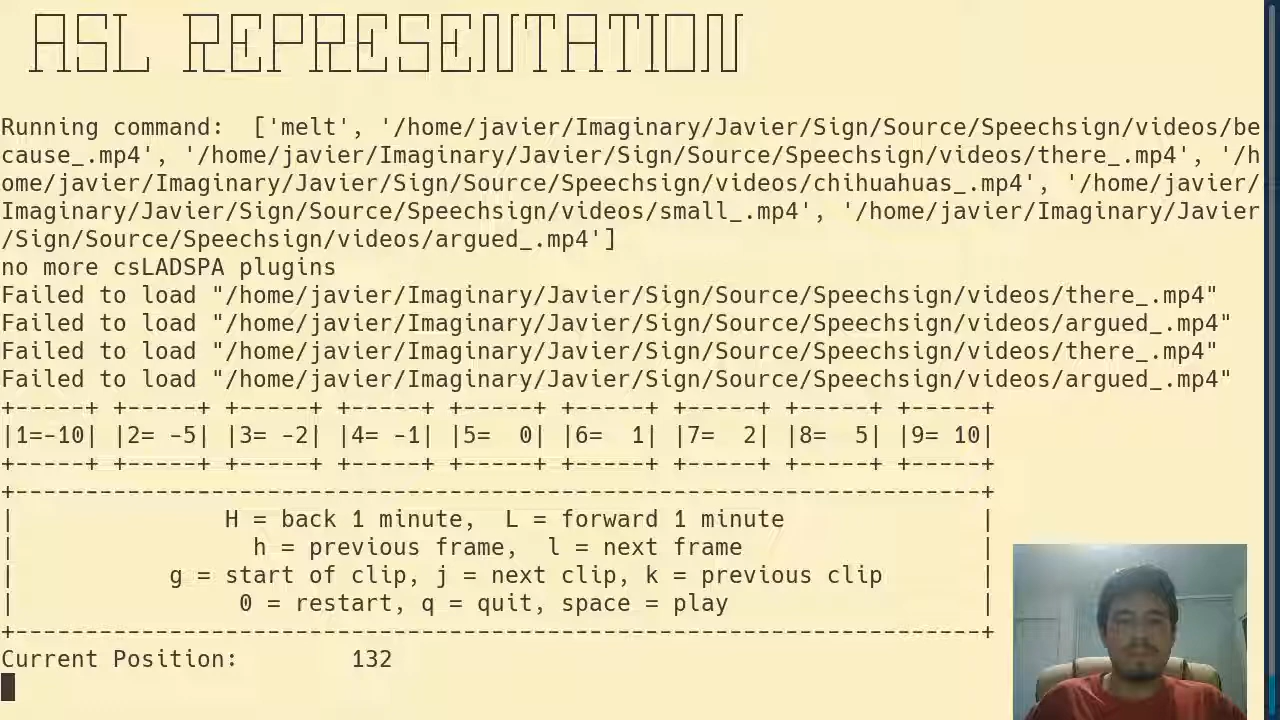 ASL REPRESENTATION
Running command:  ['melt', '/home/javier/Imaginary/Javier/Sign/Source/Speechsign/videos/be
cause_.mp4', '/home/javier/Imaginary/Javier/Sign/Source/Speechsign/videos/there_.mp4', '/h
ome/javier/Imaginary/Javier/Sign/Source/Speechsign/videos/chihuahuas_.mp4', '/home/javier/
Imaginary/Javier/Sign/Source/Speechsign/videos/small_.mp4', '/home/javier/Imaginary/Javier
/Sign/Source/Speechsign/videos/argued_.mp4']
no more csLADSPA plugins
Failed to load "/home/javier/Imaginary/Javier/Sign/Source/Speechsign/videos/there_.mp4"
Failed to load "/home/javier/Imaginary/Javier/Sign/Source/Speechsign/videos/argued_.mp4"
Failed to load "/home/javier/Imaginary/Javier/Sign/Source/Speechsign/videos/there_.mp4"
Failed to load "/home/javier/Imaginary/Javier/Sign/Source/Speechsign/videos/argued_.mp4"
+-----+ +-----+ +-----+ +-----+ +-----+ +-----+ +-----+ +-----+ +-----+
|1=-10| |2= -5| |3= -2| |4= -1| |5=  0| |6=  1| |7=  2| |8=  5| |9= 10|
+-----+ +-----+ +-----+ +-----+ +-----+ +-----+ +-----+ +-----+ +-----+
+---------------------------------------------------------------------+
|               H = back 1 minute,  L = forward 1 minute              |
|                 h = previous frame,  l = next frame                 |
|           g = start of clip, j = next clip, k = previous clip       |
|                0 = restart, q = quit, space = play                  |
+---------------------------------------------------------------------+
Current Position:        132